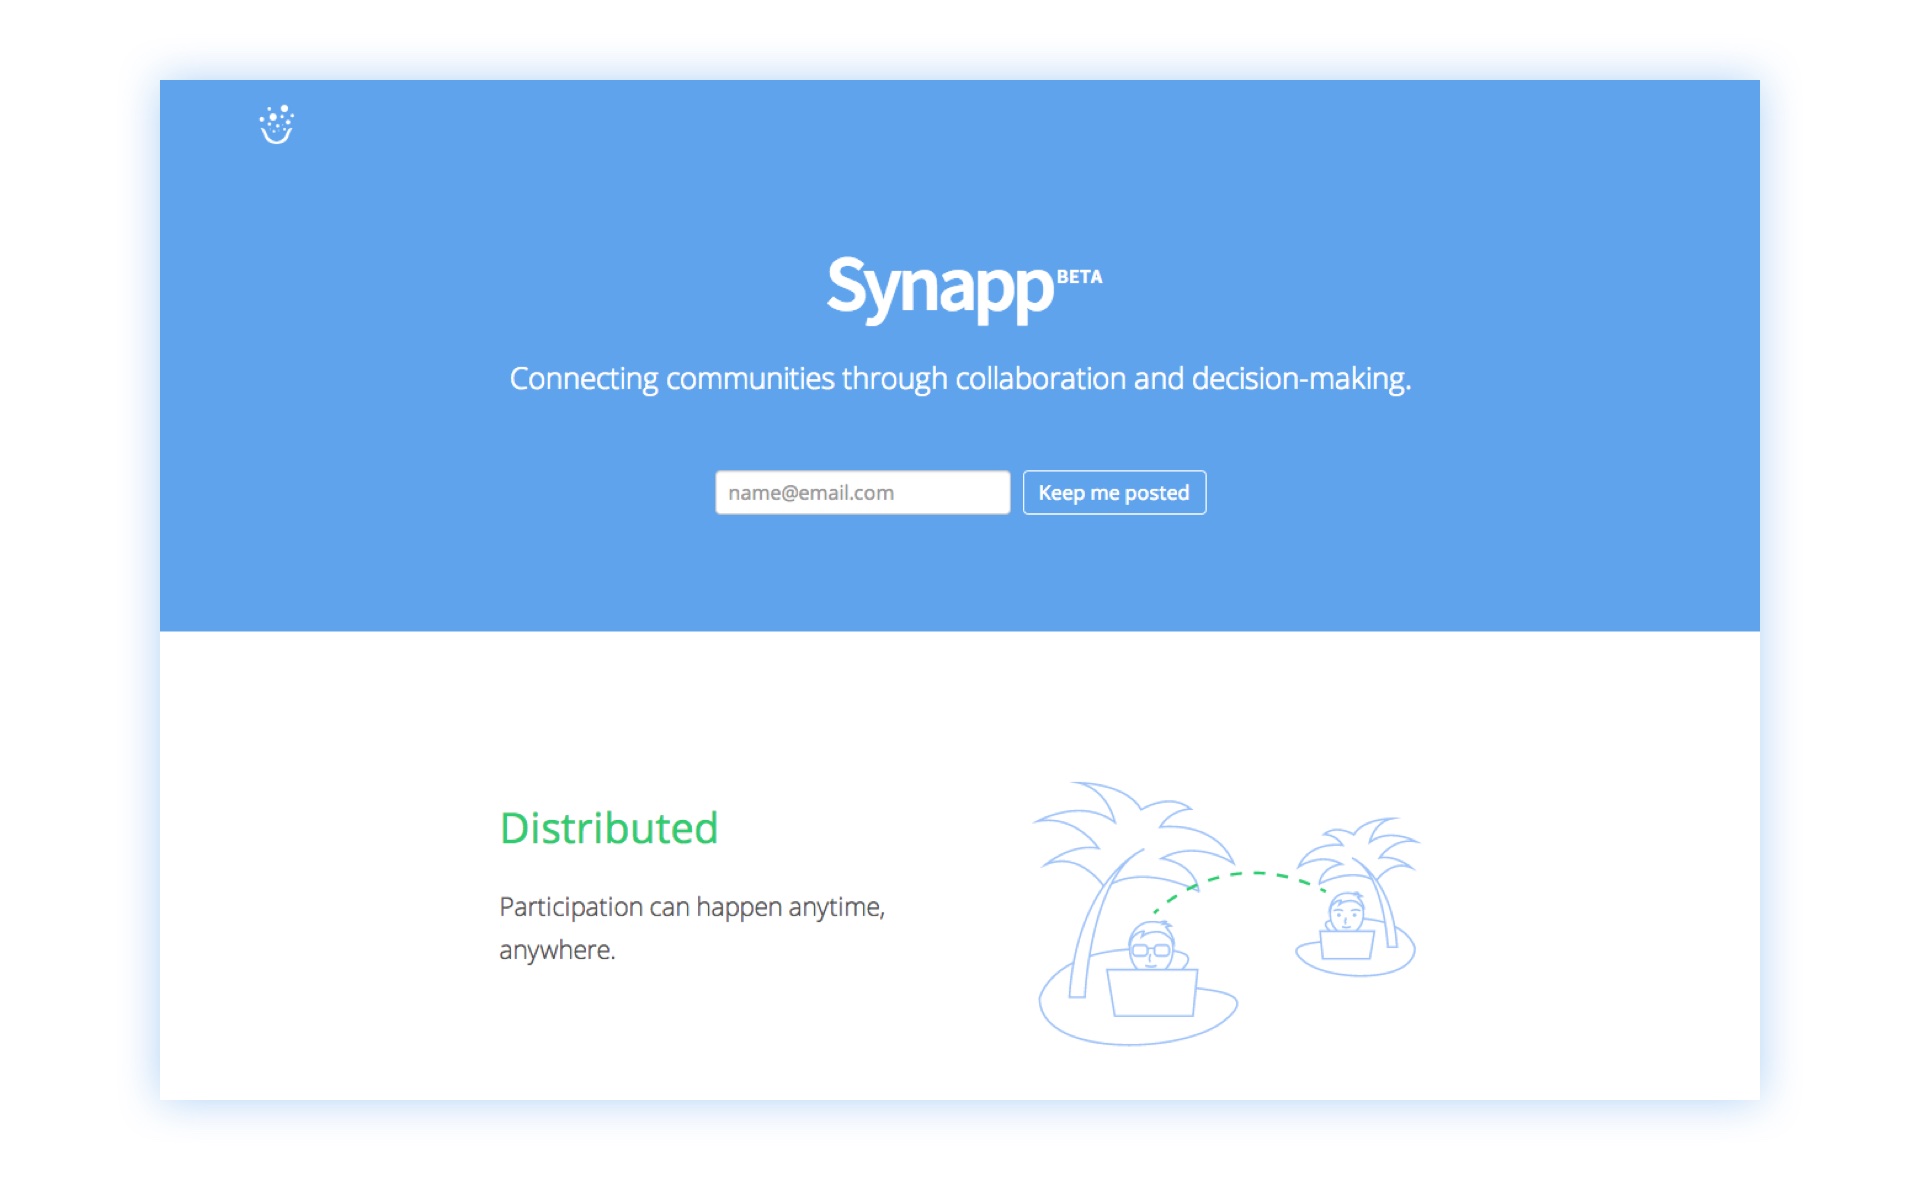 Synapp BETA
Connecting communities through collaboration and decision-making.
name@email.com Keep me posted
Distributed
Participation can happen anytime,
anywhere.